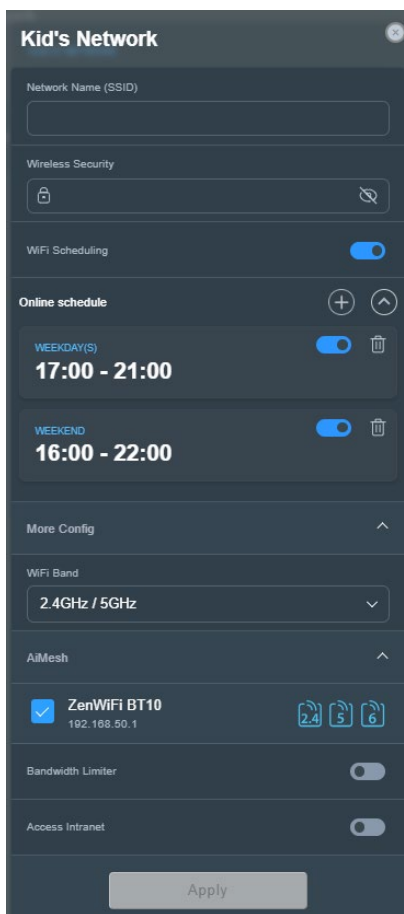 Kid's Network
Network Name (SSID)
Wireless Security
WiFi Scheduling
Online schedule
WEEKDAY(S)
17:00 - 21:00
WEEKEND
16:00 - 22:00
More Config
WiFi Band
2.4GHz / 5GHz
AiMesh
ZenWiFi BT10
192.168.50.1
2.4 5 6
Bandwidth Limiter
Access Intranet
Apply